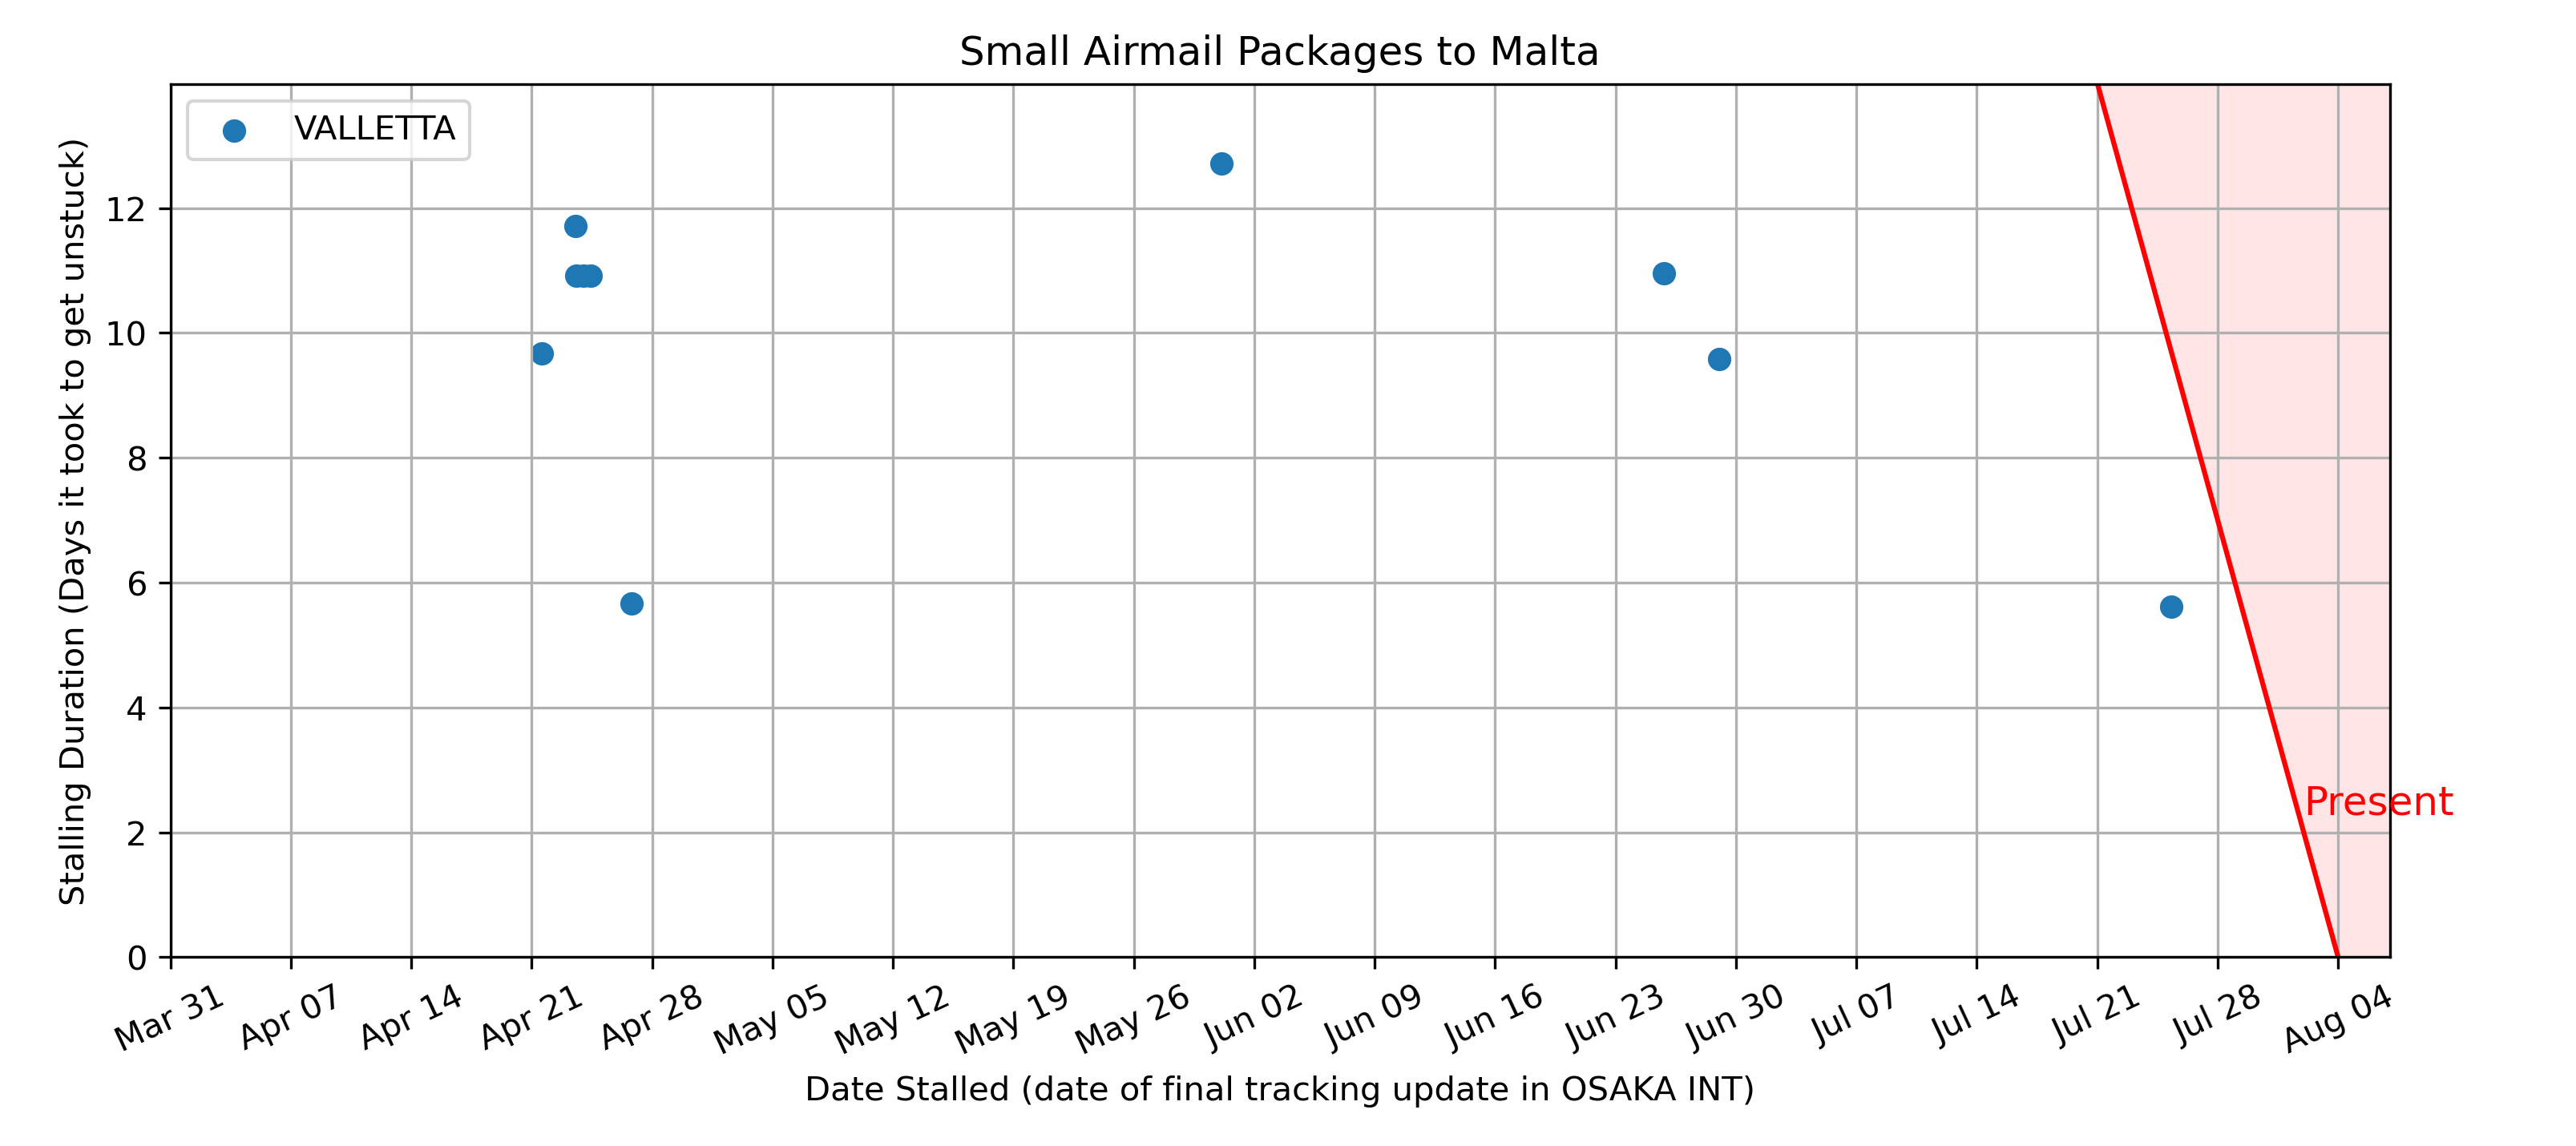 Small Airmail Packages to Malta
VALLETTA
Stalling Duration (Days it took to get unstuck)
12
10
8
6
4
2
0
Present
Mar 31 Apr 07 Apr 14 Apr 21 Apr 28 May 05 May 12 May 19 May 26 Jun 02 Jun 09 Jun 16 Jun 23 Jun 30 Jul 07 Jul 14 Jul 21 Jul 28 Aug 04
Date Stalled (date of final tracking update in OSAKA INT)